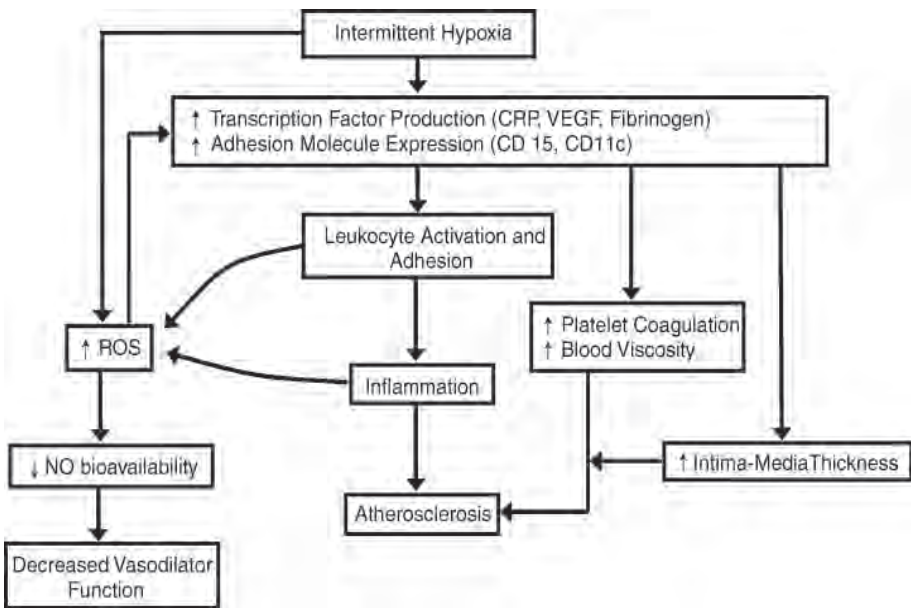 Intermittent Hypoxia
↑ Transcription Factor Production (CRP, VEGF, Fibrinogen)
↑ Adhesion Molecule Expression (CD 15, CD11c)
Leukocyte Activation and
Adhesion
↑ Platelet Coagulation
↑ Blood Viscosity
↑ ROS
Inflammation
↓ NO bioavailability
↑ Intima-MediaThickness
Atherosclerosis
Decreased Vasodilator
Function